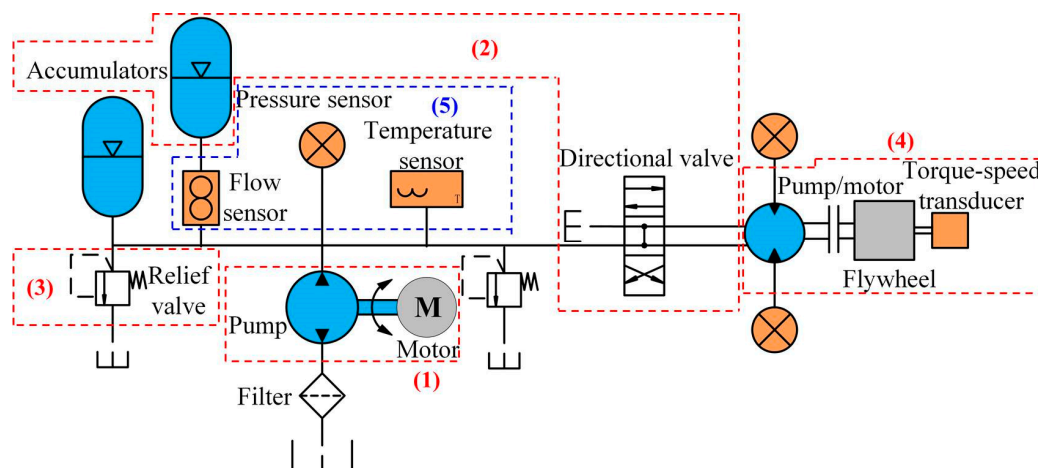 (2)
Accumulators
Pressure sensor
(5)
Temperature
sensor
T
Flow
sensor
Directional valve
(4)
Pump/motor
Torque-speed
transducer
Flywheel
(3)
Relief
valve
Pump
M
Motor
(1)
Filter